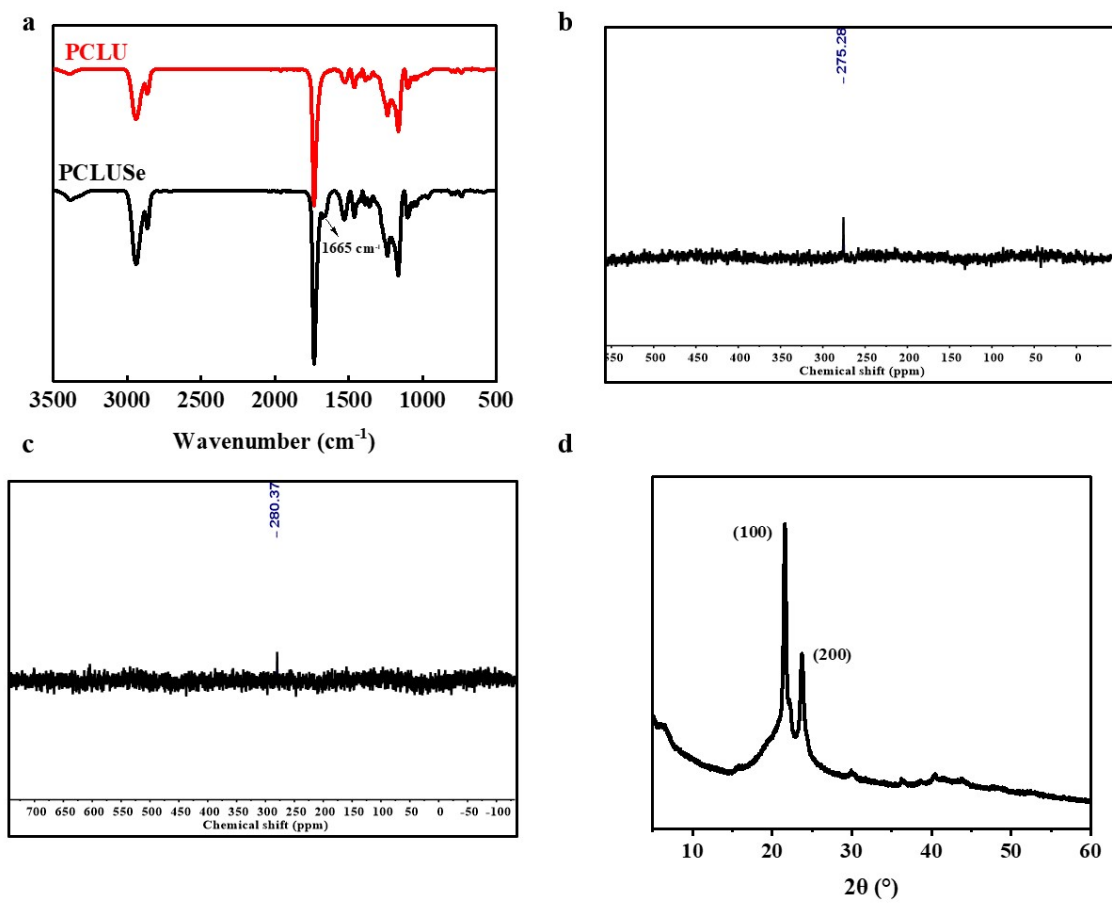 a
PCLU
PCLUSe
1665 cm-1
3500 3000 2500 2000 1500 1000 500
Wavenumber (cm-1)
b
- 275.28
550 500 450 400 350 300 250 200 150 100 50 0
Chemical shift (ppm)
c
- 280.37
700 650 600 550 500 450 400 350 300 250 200 150 100 50 0 -50 -100
Chemical shift (ppm)
d
(100)
(200)
10 20 30 40 50 60
2θ (°)